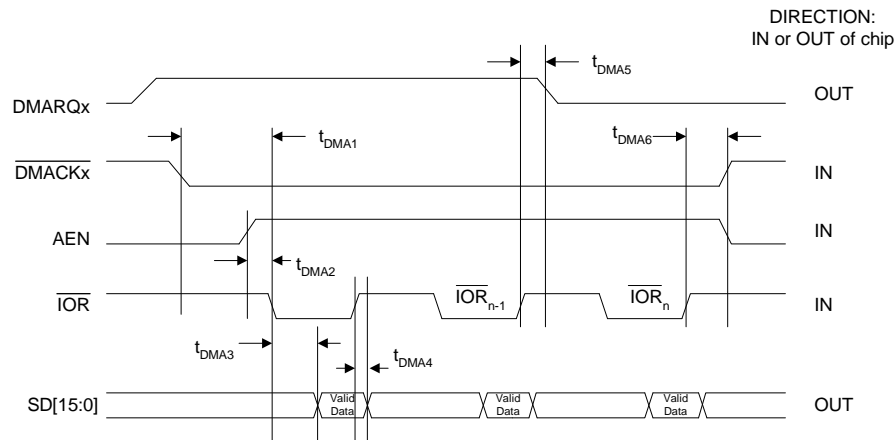 DIRECTION:
IN or OUT of chip
DMARQx
tDMA5
OUT
DMACKx
tDMA1
tDMA6
IN
AEN
tDMA2
IN
IOR
IORn-1
IORn
IN
tDMA3
tDMA4
SD[15:0]
Valid
Data
Valid
Data
Valid
Data
OUT